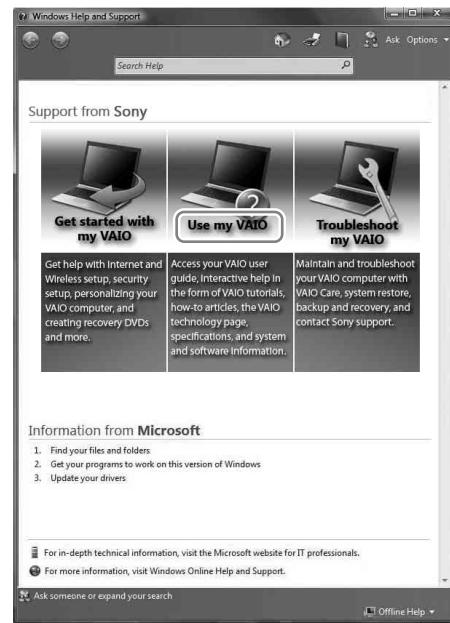 Windows Help and Support
Ask Options
Search Help
Support from Sony
Get started with
my VAIO
Get help with Internet and
Wireless setup, security
setup, personalizing your
VAIO computer, and
creating recovery DVDs
and more.
Use my VAIO
Access your VAIO user
guide, Interactive help in
the form of VAIO tutorials,
how-to articles, the VAIO
technology page,
specifications, and system
and software information.
Troubleshoot
my VAIO
Maintain and troubleshoot
your VAIO computer with
VAIO Care, system restore,
backup and recovery, and
contact Sony support.
Information from Microsoft
1. Find your files and folders
2. Get your programs to work on this version of Windows
3. Update your drivers
For in-depth technical information, visit the Microsoft website for IT professionals.
For more information, visit Windows Online Help and Support.
Ask someone or expand your search
Offline Help